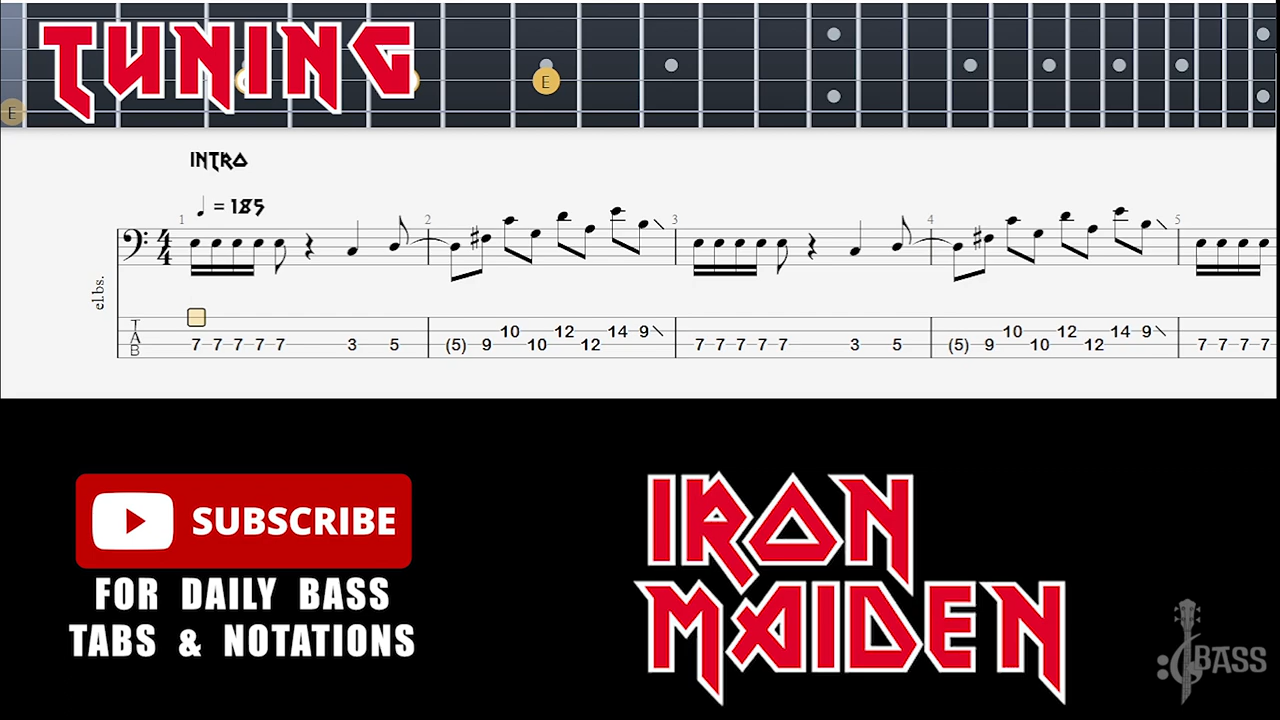 TUNING
E
E
INTRO
♩ = 185
1 2 3 4 5
4
4
el.bs.
T
A
B
10 12 14 9 10 12 14 9
7 7 7 7 7 3 5 (5) 9 10 12 7 7 7 7 7 3 5 (5) 9 10 12 7 7 7 7
SUBSCRIBE
FOR DAILY BASS
TABS & NOTATIONS
IRON
MAIDEN
BASS